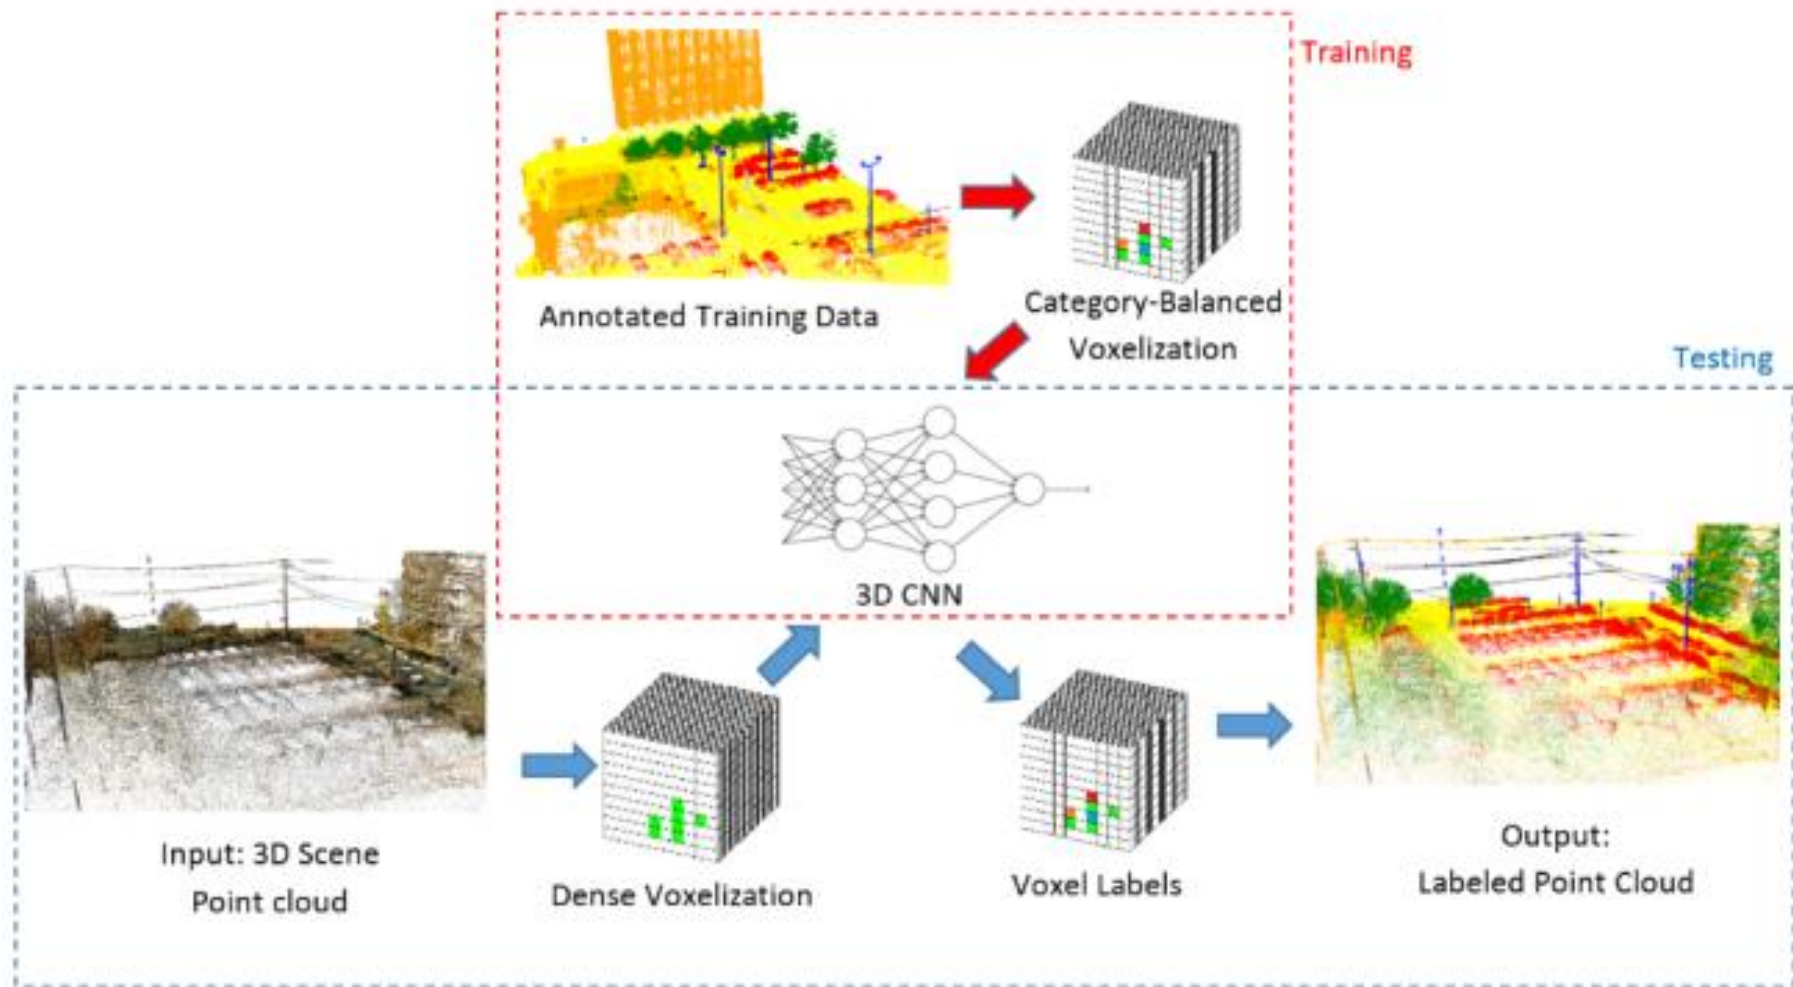 Training
Annotated Training Data
Category-Balanced
Voxelization
Testing
3D CNN
Input: 3D Scene
Point cloud
Dense Voxelization
Voxel Labels
Output:
Labeled Point Cloud